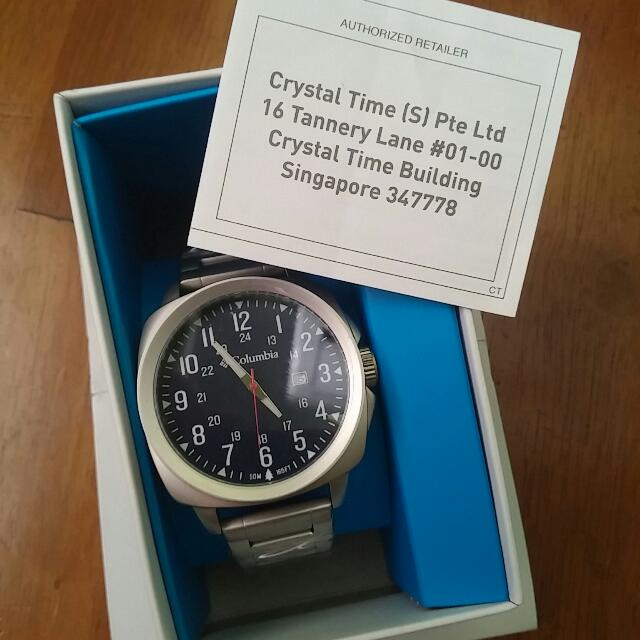 AUTHORIZED RETAILER
Crystal Time (S) Pte Ltd
16 Tannery Lane #01-00
Crystal Time Building
Singapore 347778
CT
12
11
1
24
13
10
2
Columbia
14
22
3
9
21
16
4
20
17
8
19
18
5
7
6
50M
165FT